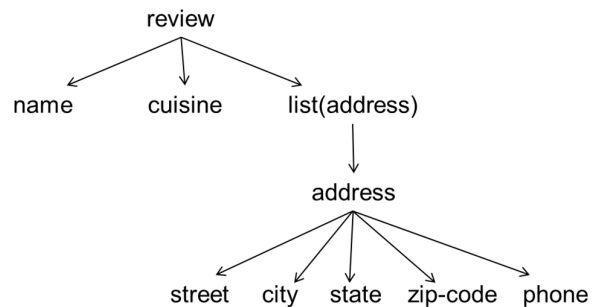 review
name cuisine list(address)
address
street city state zip-code phone